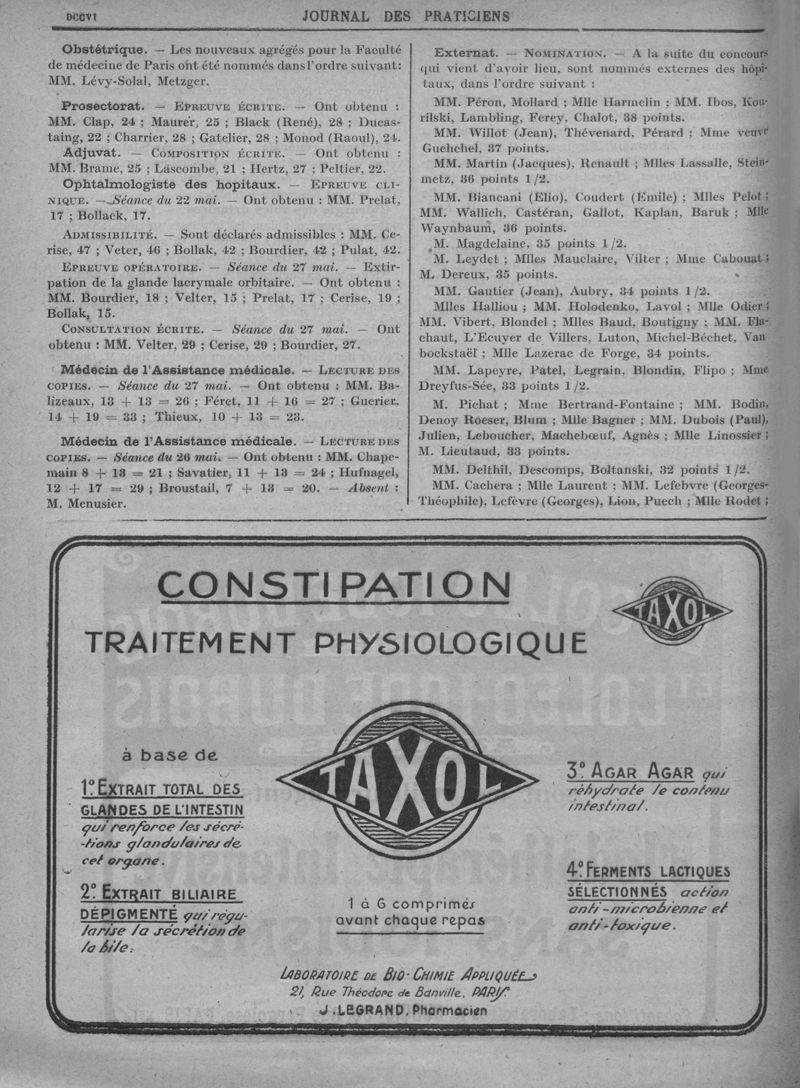 DCCVI
JOURNAL DES PRATICIENS
Obstétrique. — Les nouveaux agrégés pour la Faculté
de médecine de Paris ont été nommés dans l'ordre suivant:
MM. Lévy-Solal, Metzger.
Prosectorat. — EPREUVE ÉCRITE. — Ont obtenu :
MM. Clap, 24 ; Maurer, 25 ; Black (René), 28 ; Ducas-
taing, 22 ; Charrier, 28 ; Gatelier, 28 ; Monod (Raoul), 24.
Adjuvat. — COMPOSITION ÉCRITE. — Ont obtenu :
MM. Brame, 25 ; Lascombe, 21 ; Hertz, 27 ; Peltier, 22.
Ophtalmologiste des hopitaux. — EPREUVE CLI-
NIQUE. — Séance du 22 mai. — Ont obtenu : MM. Prelat,
17 ; Bollack, 17.
ADMISSIBILITÉ. — Sont déclarés admissibles : MM. Ce-
rise, 47 ; Veter, 46 ; Bollak, 42 ; Bourdier, 42 ; Pulat, 42.
EPREUVE OPÉRATOIRE. — Séance du 27 mai. — Extir-
pation de la glande lacrymale orbitaire. — Ont obtenu :
MM. Bourdier, 18 ; Velter, 15 ; Prelat, 17 ; Cerise, 19 ;
Bollak, 15.
CONSULTATION ÉCRITE. — Séance du 27 mai. — Ont
obtenu : MM. Velter, 29 ; Cerise, 29 ; Bourdier, 27.
Médecin de l'Assistance médicale. — LECTURE DES
COPIES. — Séance du 27 mai. — Ont obtenu : MM. Ba-
lizeaux, 13 + 13 = 26 ; Féret, 11 + 16 = 27 ; Guerier,
14 + 19 = 33 ; Thieux, 10 + 13 = 23.
Médecin de l'Assistance médicale. — LECTURE DES
COPIES. — Séance du 26 mai. — Ont obtenu : MM. Chape-
main 8 + 13 = 21 ; Savatier, 11 + 13 = 24 ; Hufnagel,
12 + 17 = 29 ; Broustail, 7 + 13 = 20. — Absent :
M. Menusier.
Externat. — NOMINATION. — A la suite du concours
qui vient d'avoir lieu, sont nommés externes des hôpi-
taux, dans l'ordre suivant :
MM. Péron, Mollard ; Mlle Harmelin ; MM. Ibos, Kou-
rilski, Lambling, Ferey, Chalot, 38 points.
MM. Willot (Jean), Thévenard, Pérard ; Mme veuve
Guehchel, 37 points.
MM. Martin (Jacques), Renault ; Mlles Lassalle, Stein-
metz, 36 points 1/2.
MM. Biancani (Elio), Coudert (Emile) ; Mlles Pelot ;
MM. Wallich, Castéran, Gallot, Kaplan, Baruk ; Mlle
Waynbaum, 36 points.
M. Magdelaine, 35 points 1/2.
M. Leydet ; Mlles Mauclaire, Vilter ; Mme Cabouat ;
M. Dereux, 35 points.
MM. Gautier (Jean), Aubry, 34 points 1/2.
Mlles Halliou ; MM. Holodenko, Lavol ; Mlle Odier ;
MM. Vibert, Blondel ; Mlles Baud, Boutigny ; MM. Fla-
chaut, L'Ecuyer de Villers, Luton, Michel-Béchet, Van
bockstaël ; Mlle Lazerac de Forge, 34 points.
MM. Lapeyre, Patel, Legrain, Blondin, Flipo ; Mme
Dreyfus-Sée, 33 points 1/2.
M. Pichat ; Mme Bertrand-Fontaine ; MM. Bodin,
Denoy Roeser, Blum ; Mlle Bagner ; MM. Dubois (Paul),
Julien, Leboucher, Machebœuf, Agnès ; Mlle Linossier ;
M. Lieutaud, 33 points.
MM. Delthil, Descomps, Boltanski, 32 points 1/2.
MM. Cachera ; Mlle Laurent ; MM. Lefebvre (Georges-
Théophile), Lefèvre (Georges), Lion, Puech ; Mlle Rodet ;
CONSTIPATION
TAXOL
TRAITEMENT PHYSIOLOGIQUE
TAXOL
à base de
1º. EXTRAIT TOTAL DES
GLANDES DE L'INTESTIN
qui renforce les sécré-
-tions glandulaires de
cet organe.
2º. EXTRAIT BILIAIRE
DÉPIGMENTÉ qui régu-
larise la sécrétion de
la bile.
3º. AGAR AGAR qui
réhydrate le contenu
intestinal.
4º. FERMENTS LACTIQUES
SÉLECTIONNÉS action
anti-microbienne et
anti-toxique.
1 à 6 comprimés
avant chaque repas
LABORATOIRE DE BIO-CHIMIE APPLIQUÉE
21, Rue Théodore de Banville, PARIS
J. LEGRAND, Pharmacien